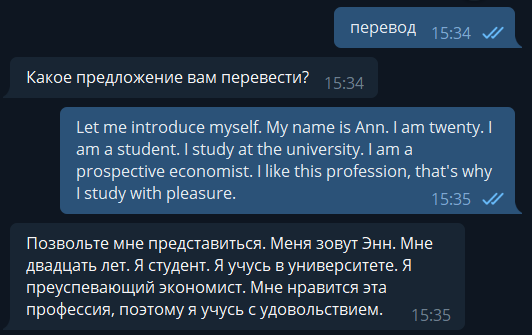 перевод 15:34
Какое предложение вам перевести? 15:34
Let me introduce myself. My name is Ann. I am twenty. I
am a student. I study at the university. I am a
prospective economist. I like this profession, that's why
I study with pleasure. 15:35
Позвольте мне представиться. Меня зовут Энн. Мне
двадцать лет. Я студент. Я учусь в университете. Я
преуспевающий экономист. Мне нравится эта
профессия, поэтому я учусь с удовольствием. 15:35